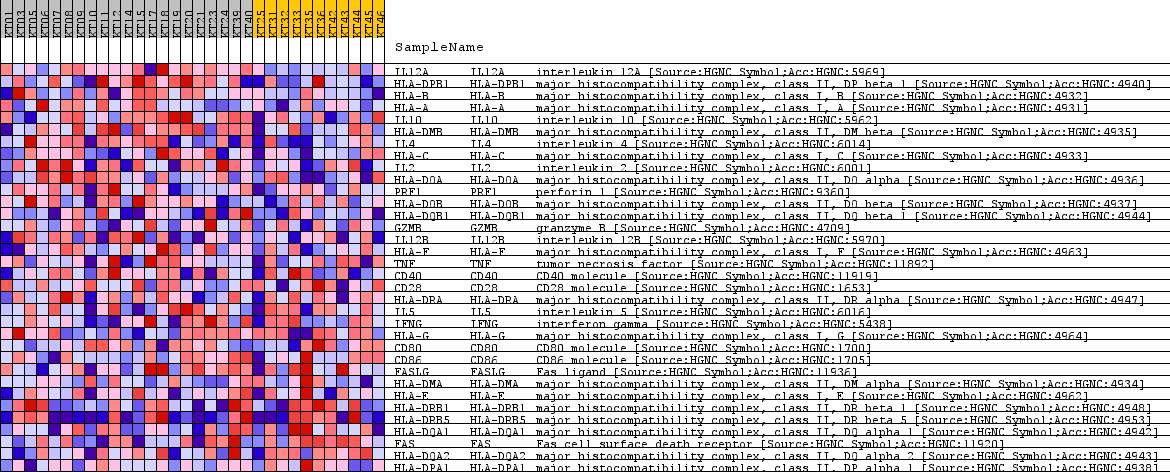 KT01 KT03 KT05 KT06 KT07 KT08 KT09 KT10 KT11 KT12 KT14 KT15 KT17 KT18 KT19 KT20 KT21 KT23 KT24 KT39 KT40 KT25 KT31 KT32 KT33 KT35 KT36 KT42 KT43 KT44 KT45 KT46
SampleName
IL12A IL12A interleukin 12A [Source:HGNC Symbol;Acc:HGNC:5969]
HLA-DPB1 HLA-DPB1 major histocompatibility complex, class II, DP beta 1 [Source:HGNC Symbol;Acc:HGNC:4940]
HLA-B HLA-B major histocompatibility complex, class I, B [Source:HGNC Symbol;Acc:HGNC:4932]
HLA-A HLA-A major histocompatibility complex, class I, A [Source:HGNC Symbol;Acc:HGNC:4931]
IL10 IL10 interleukin 10 [Source:HGNC Symbol;Acc:HGNC:5962]
HLA-DMB HLA-DMB major histocompatibility complex, class II, DM beta [Source:HGNC Symbol;Acc:HGNC:4935]
IL4 IL4 interleukin 4 [Source:HGNC Symbol;Acc:HGNC:6014]
HLA-C HLA-C major histocompatibility complex, class I, C [Source:HGNC Symbol;Acc:HGNC:4933]
IL2 IL2 interleukin 2 [Source:HGNC Symbol;Acc:HGNC:6001]
HLA-DOA HLA-DOA major histocompatibility complex, class II, DO alpha [Source:HGNC Symbol;Acc:HGNC:4936]
PRF1 PRF1 perforin 1 [Source:HGNC Symbol;Acc:HGNC:9360]
HLA-DOB HLA-DOB major histocompatibility complex, class II, DO beta [Source:HGNC Symbol;Acc:HGNC:4937]
HLA-DQB1 HLA-DQB1 major histocompatibility complex, class II, DQ beta 1 [Source:HGNC Symbol;Acc:HGNC:4944]
GZMB GZMB granzyme B [Source:HGNC Symbol;Acc:HGNC:4709]
IL12B IL12B interleukin 12B [Source:HGNC Symbol;Acc:HGNC:5970]
HLA-F HLA-F major histocompatibility complex, class I, F [Source:HGNC Symbol;Acc:HGNC:4963]
TNF TNF tumor necrosis factor [Source:HGNC Symbol;Acc:HGNC:11892]
CD40 CD40 CD40 molecule [Source:HGNC Symbol;Acc:HGNC:11919]
CD28 CD28 CD28 molecule [Source:HGNC Symbol;Acc:HGNC:1653]
HLA-DRA HLA-DRA major histocompatibility complex, class II, DR alpha [Source:HGNC Symbol;Acc:HGNC:4947]
IL5 IL5 interleukin 5 [Source:HGNC Symbol;Acc:HGNC:6016]
IFNG IFNG interferon gamma [Source:HGNC Symbol;Acc:HGNC:5438]
HLA-G HLA-G major histocompatibility complex, class I, G [Source:HGNC Symbol;Acc:HGNC:4964]
CD80 CD80 CD80 molecule [Source:HGNC Symbol;Acc:HGNC:1700]
CD86 CD86 CD86 molecule [Source:HGNC Symbol;Acc:HGNC:1705]
FASLG FASLG Fas ligand [Source:HGNC Symbol;Acc:HGNC:11936]
HLA-DMA HLA-DMA major histocompatibility complex, class II, DM alpha [Source:HGNC Symbol;Acc:HGNC:4934]
HLA-E HLA-E major histocompatibility complex, class I, E [Source:HGNC Symbol;Acc:HGNC:4962]
HLA-DRB1 HLA-DRB1 major histocompatibility complex, class II, DR beta 1 [Source:HGNC Symbol;Acc:HGNC:4948]
HLA-DRB5 HLA-DRB5 major histocompatibility complex, class II, DR beta 5 [Source:HGNC Symbol;Acc:HGNC:4953]
HLA-DQA1 HLA-DQA1 major histocompatibility complex, class II, DQ alpha 1 [Source:HGNC Symbol;Acc:HGNC:4942]
FAS FAS Fas cell surface death receptor [Source:HGNC Symbol;Acc:HGNC:11920]
HLA-DQA2 HLA-DQA2 major histocompatibility complex, class II, DQ alpha 2 [Source:HGNC Symbol;Acc:HGNC:4943]
HLA-DPA1 HLA-DPA1 major histocompatibility complex, class II, DP alpha 1 [Source:HGNC Symbol;Acc:HGNC:4938]